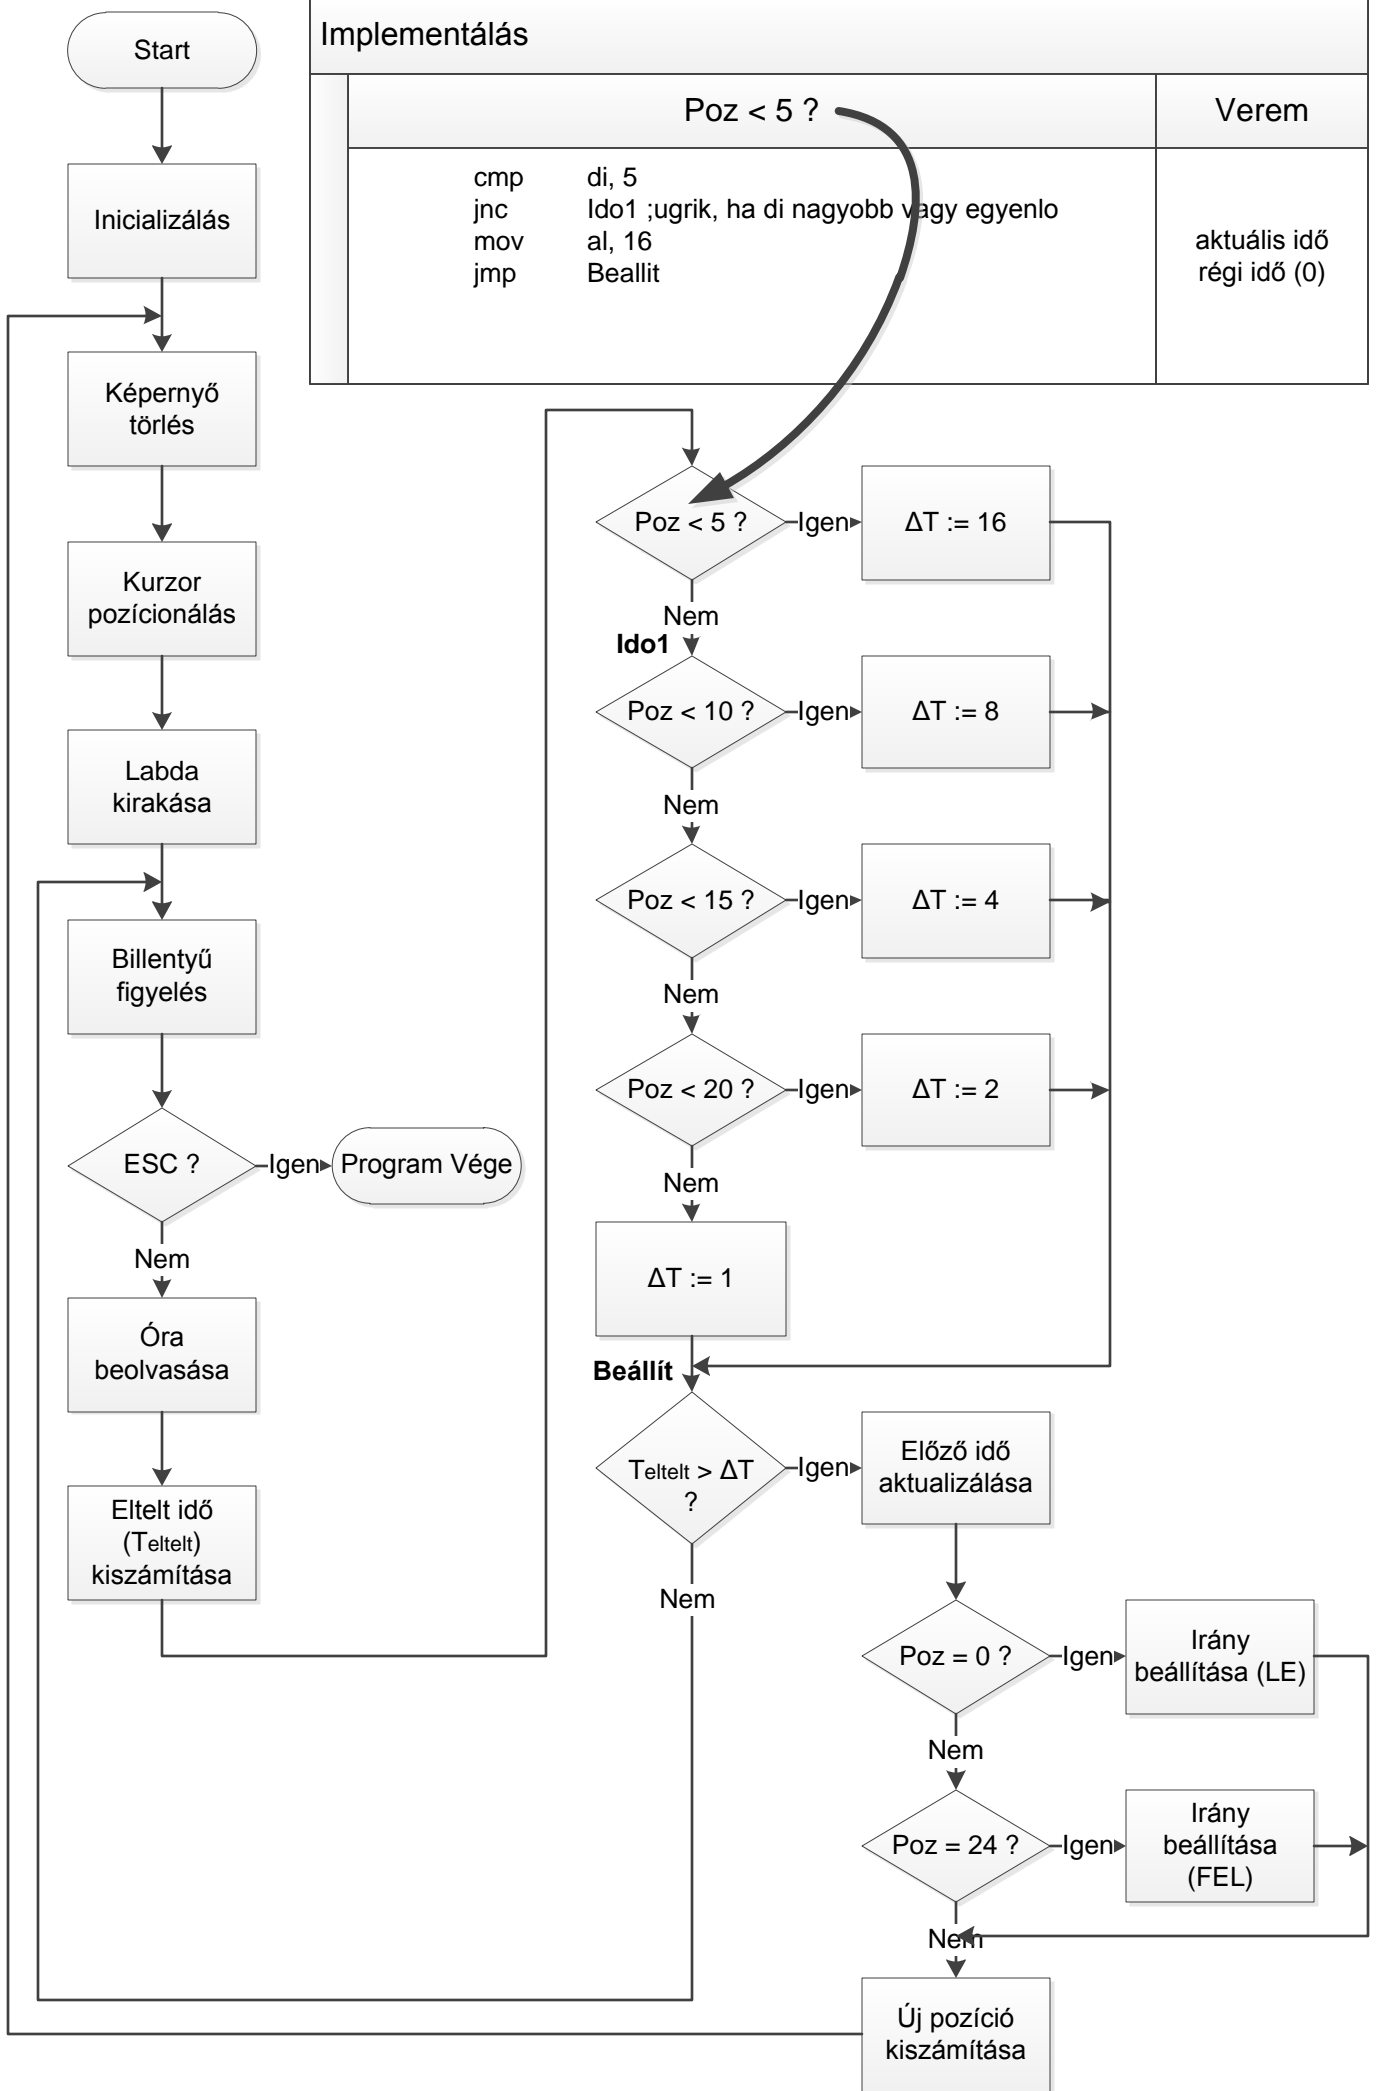 Start
Implementálás
Poz < 5 ?
Verem
cmp di, 5
jnc Ido1 ;ugrik, ha di nagyobb vagy egyenlo
mov al, 16
jmp Beallit
aktuális idő
régi idő (0)
Inicializálás
Képernyő
törlés
Kurzor
pozícionálás
Labda
kirakása
Billentyű
figyelés
ESC ?
Igen
Program Vége
Nem
Óra
beolvasása
Eltelt idő
(Teltelt)
kiszámítása
Poz < 5 ?
Igen
ΔT := 16
Nem
Ido1
Poz < 10 ?
Igen
ΔT := 8
Nem
Poz < 15 ?
Igen
ΔT := 4
Nem
Poz < 20 ?
Igen
ΔT := 2
Nem
ΔT := 1
Beállít
Teltelt > ΔT
?
Igen
Előző idő
aktualizálása
Nem
Poz = 0 ?
Igen
Irány
beállítása (LE)
Nem
Poz = 24 ?
Igen
Irány
beállítása
(FEL)
Nem
Új pozíció
kiszámítása